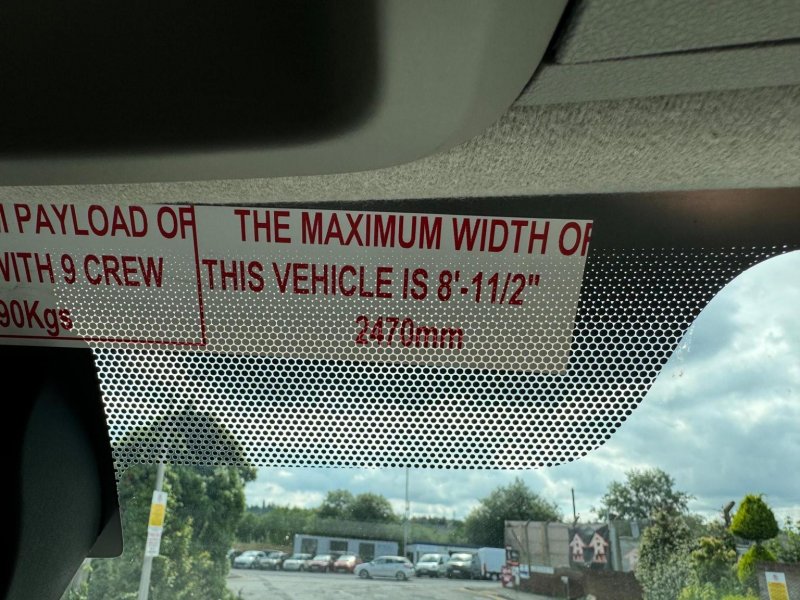 PAYLOAD OF
WITH 9 CREW
90Kgs
THE MAXIMUM WIDTH OF
THIS VEHICLE IS 8'-11/2"
2470mm